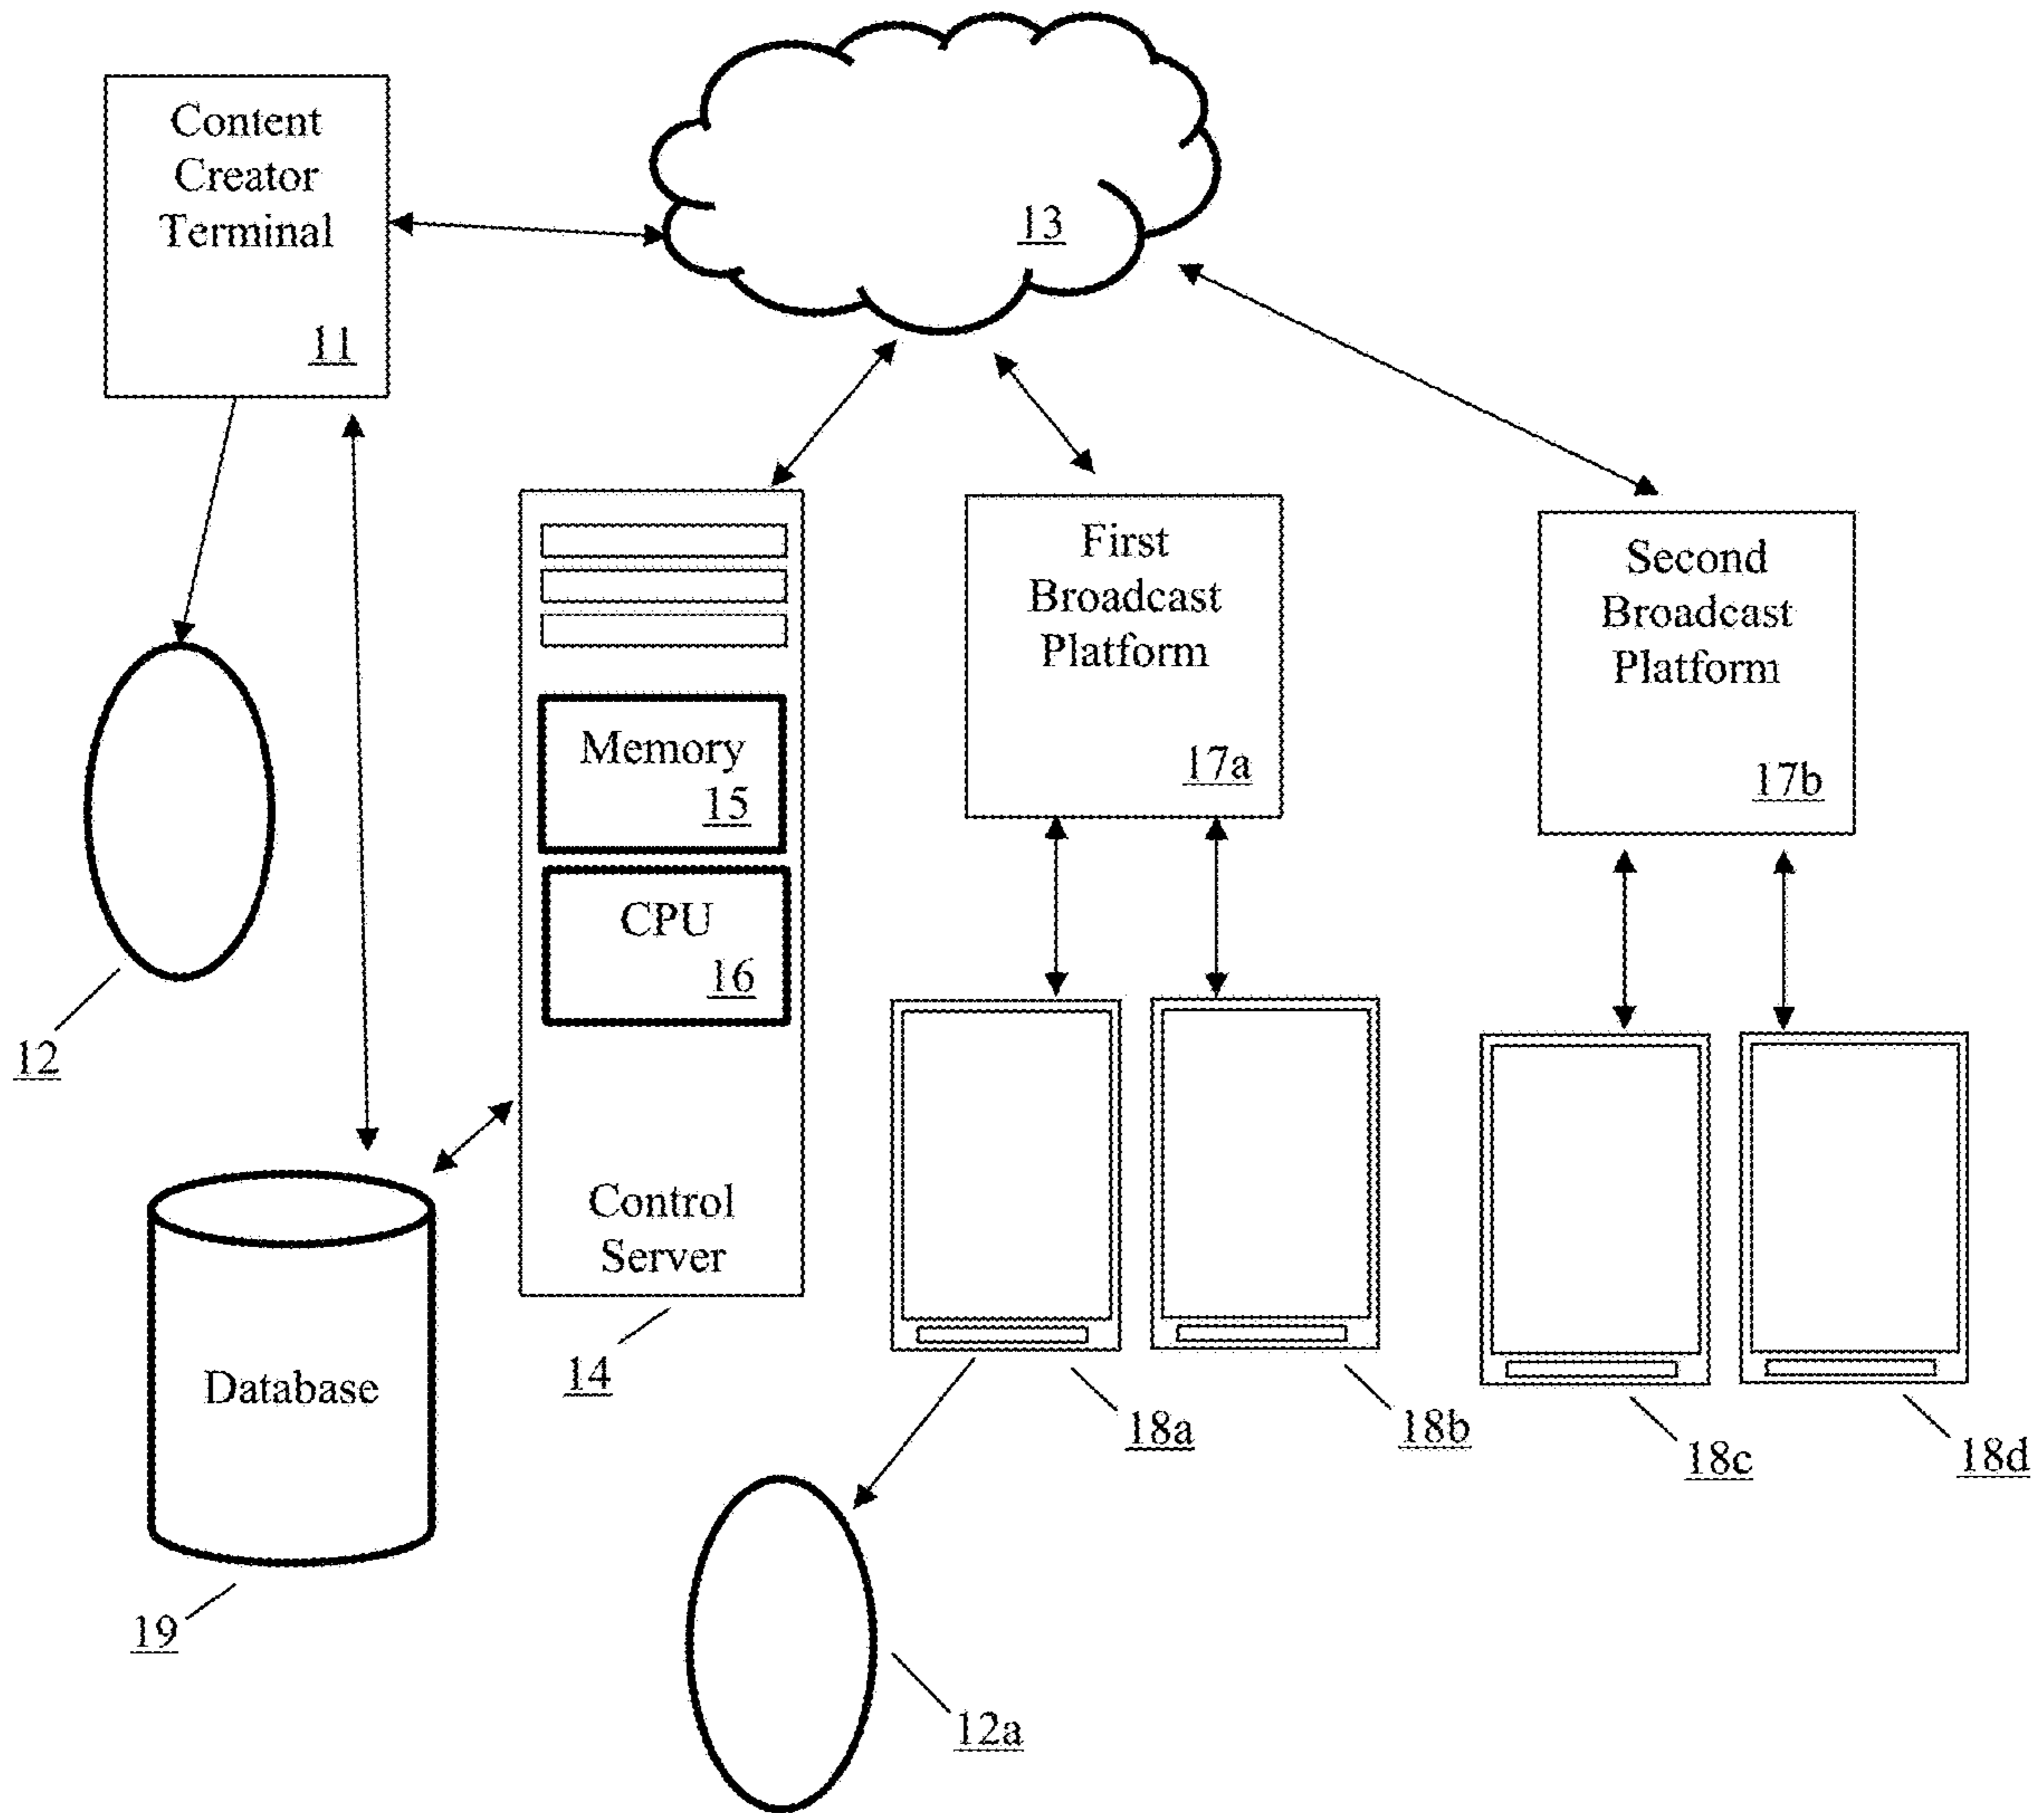 Content
Creator
Terminal
11
13
12
First
Broadcast
Platform
17a
Second
Broadcast
Platform
17b
Memory
15
CPU
16
Control
Server
14
Database
19
18a
18b
18c
18d
12a